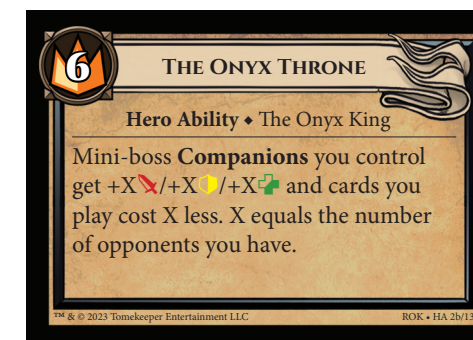 6
The Onyx Throne
Hero Ability ◆ The Onyx King
Mini-boss Companions you control
get +X/+X/+X and cards you
play cost X less. X equals the number
of opponents you have.
™ & © 2023 Tomekeeper Entertainment LLC
ROK • HA 2b/13